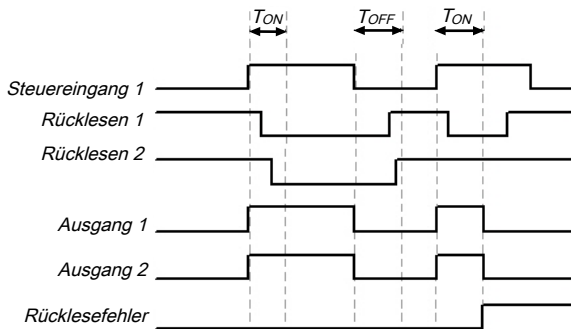 TON
TOFF
TON
Steuereingang 1
Rücklesen 1
Rücklesen 2
Ausgang 1
Ausgang 2
Rücklesefehler